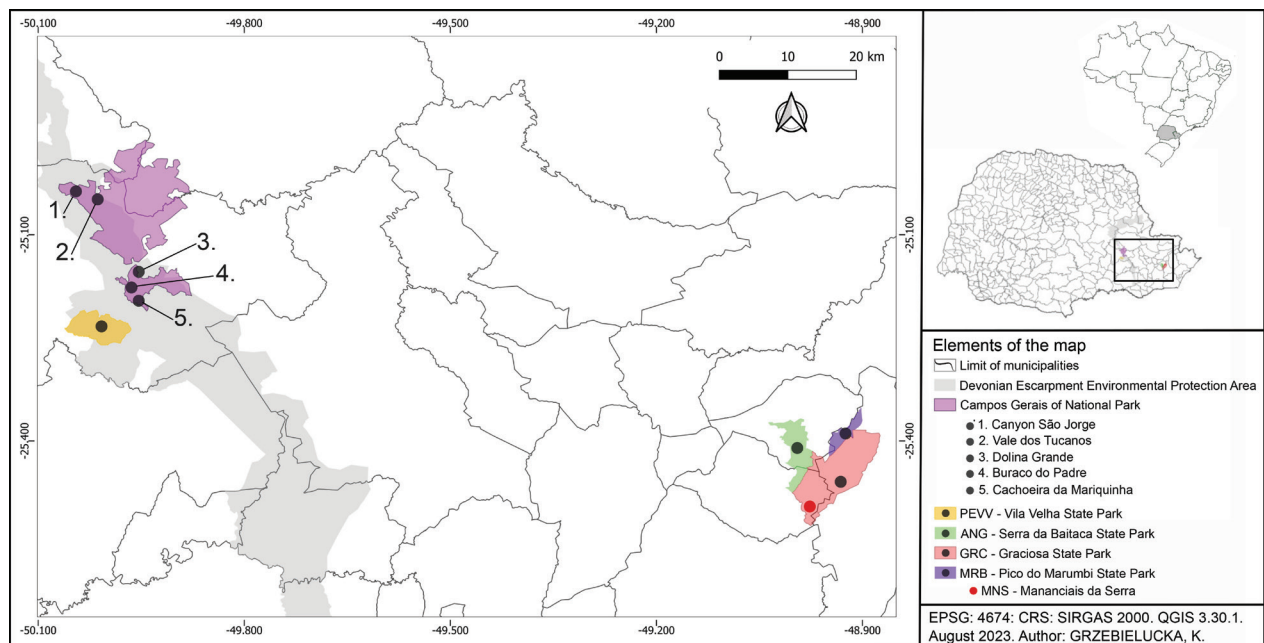 -50,100 -49,800 -49,500 -49,200 -48,900
0 10 20 km
1.
2.
3.
4.
5.
-25,100 -25,100
-25,400 -25,400
-50.100 -49.800 -49.500 -49.200 -48.900
Elements of the map
Limit of municipalities
Devonian Escarpment Environmental Protection Area
Campos Gerais of National Park
1. Canyon São Jorge
2. Vale dos Tucanos
3. Dolina Grande
4. Buraco do Padre
5. Cachoeira da Mariquinha
PEVV - Vila Velha State Park
ANG - Serra da Baitaca State Park
GRC - Graciosa State Park
MRB - Pico do Marumbi State Park
MNS - Mananciais da Serra
EPSG: 4674: CRS: SIRGAS 2000. QGIS 3.30.1.
August 2023. Author: GRZEBIELUCKA, K.